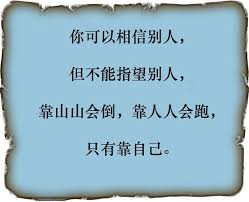 你可以相信别人，
但不能指望别人，
靠山山会倒，靠人人会跑，
只有靠自己。